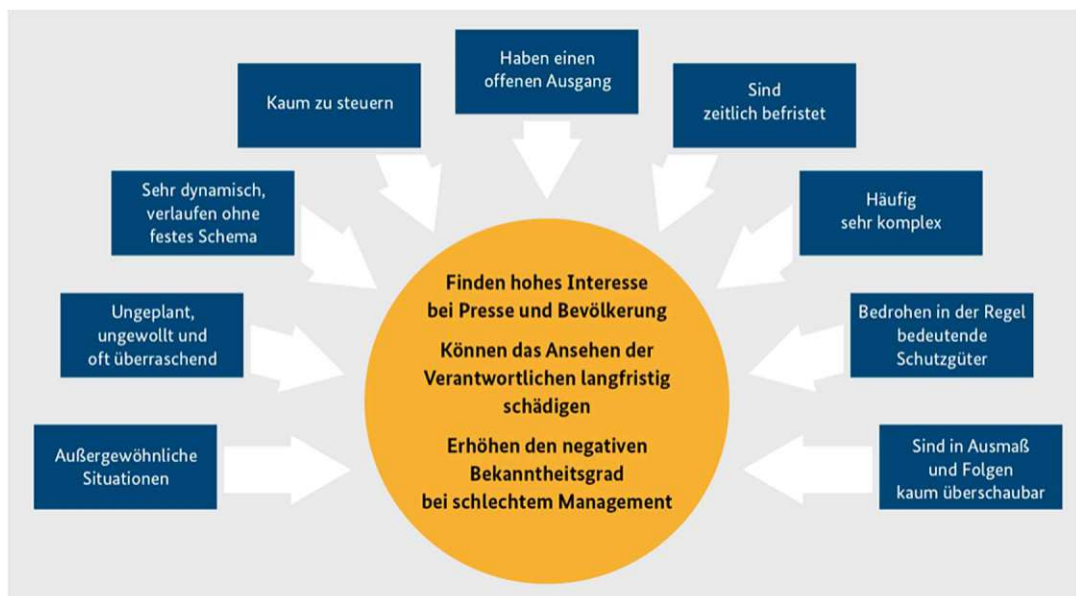 Außergewöhnliche
Situationen
Ungeplant,
ungewollt und
oft überraschend
Sehr dynamisch,
verlaufen ohne
festes Schema
Kaum zu steuern
Haben einen
offenen Ausgang
Sind
zeitlich befristet
Häufig
sehr komplex
Bedrohen in der Regel
bedeutende
Schutzgüter
Sind in Ausmaß
und Folgen
kaum überschaubar
Finden hohes Interesse
bei Presse und Bevölkerung
Können das Ansehen der
Verantwortlichen langfristig
schädigen
Erhöhen den negativen
Bekanntheitsgrad
bei schlechtem Management